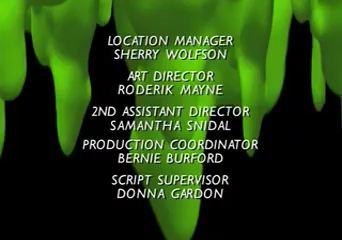 LOCATION MANAGER
SHERRY WOLFSON
ART DIRECTOR
RODERIK MAYNE
2ND ASSISTANT DIRECTOR
SAMANTHA SNIDAL
PRODUCTION COORDINATOR
BERNIE BURFORD
SCRIPT SUPERVISOR
DONNA GARDON